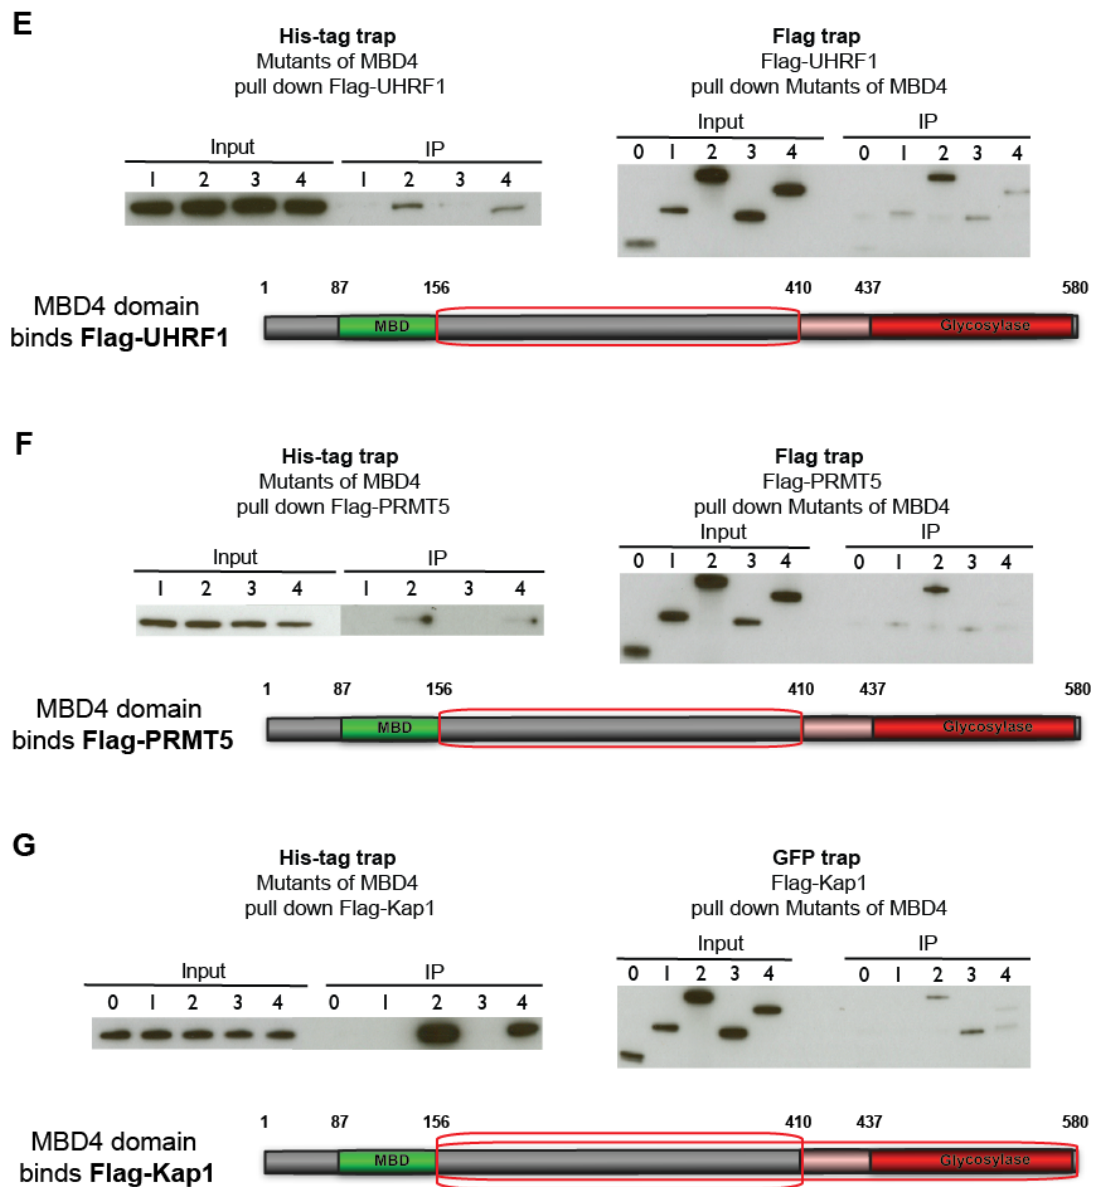 E
His-tag trap
Mutants of MBD4
pull down Flag-UHRF1
Input IP
1 2 3 4 1 2 3 4
Flag trap
Flag-UHRF1
pull down Mutants of MBD4
Input IP
0 1 2 3 4 0 1 2 3 4
1 87 156 410 437 580
MBD4 domain
binds Flag-UHRF1
MBD Glycosylase
F
His-tag trap
Mutants of MBD4
pull down Flag-PRMT5
Input IP
1 2 3 4 1 2 3 4
Flag trap
Flag-PRMT5
pull down Mutants of MBD4
Input IP
0 1 2 3 4 0 1 2 3 4
1 87 156 410 437 580
MBD4 domain
binds Flag-PRMT5
MBD Glycosylase
G
His-tag trap
Mutants of MBD4
pull down Flag-Kap1
Input IP
0 1 2 3 4 0 1 2 3 4
GFP trap
Flag-Kap1
pull down Mutants of MBD4
Input IP
0 1 2 3 4 0 1 2 3 4
1 87 156 410 437 580
MBD4 domain
binds Flag-Kap1
MBD Glycosylase